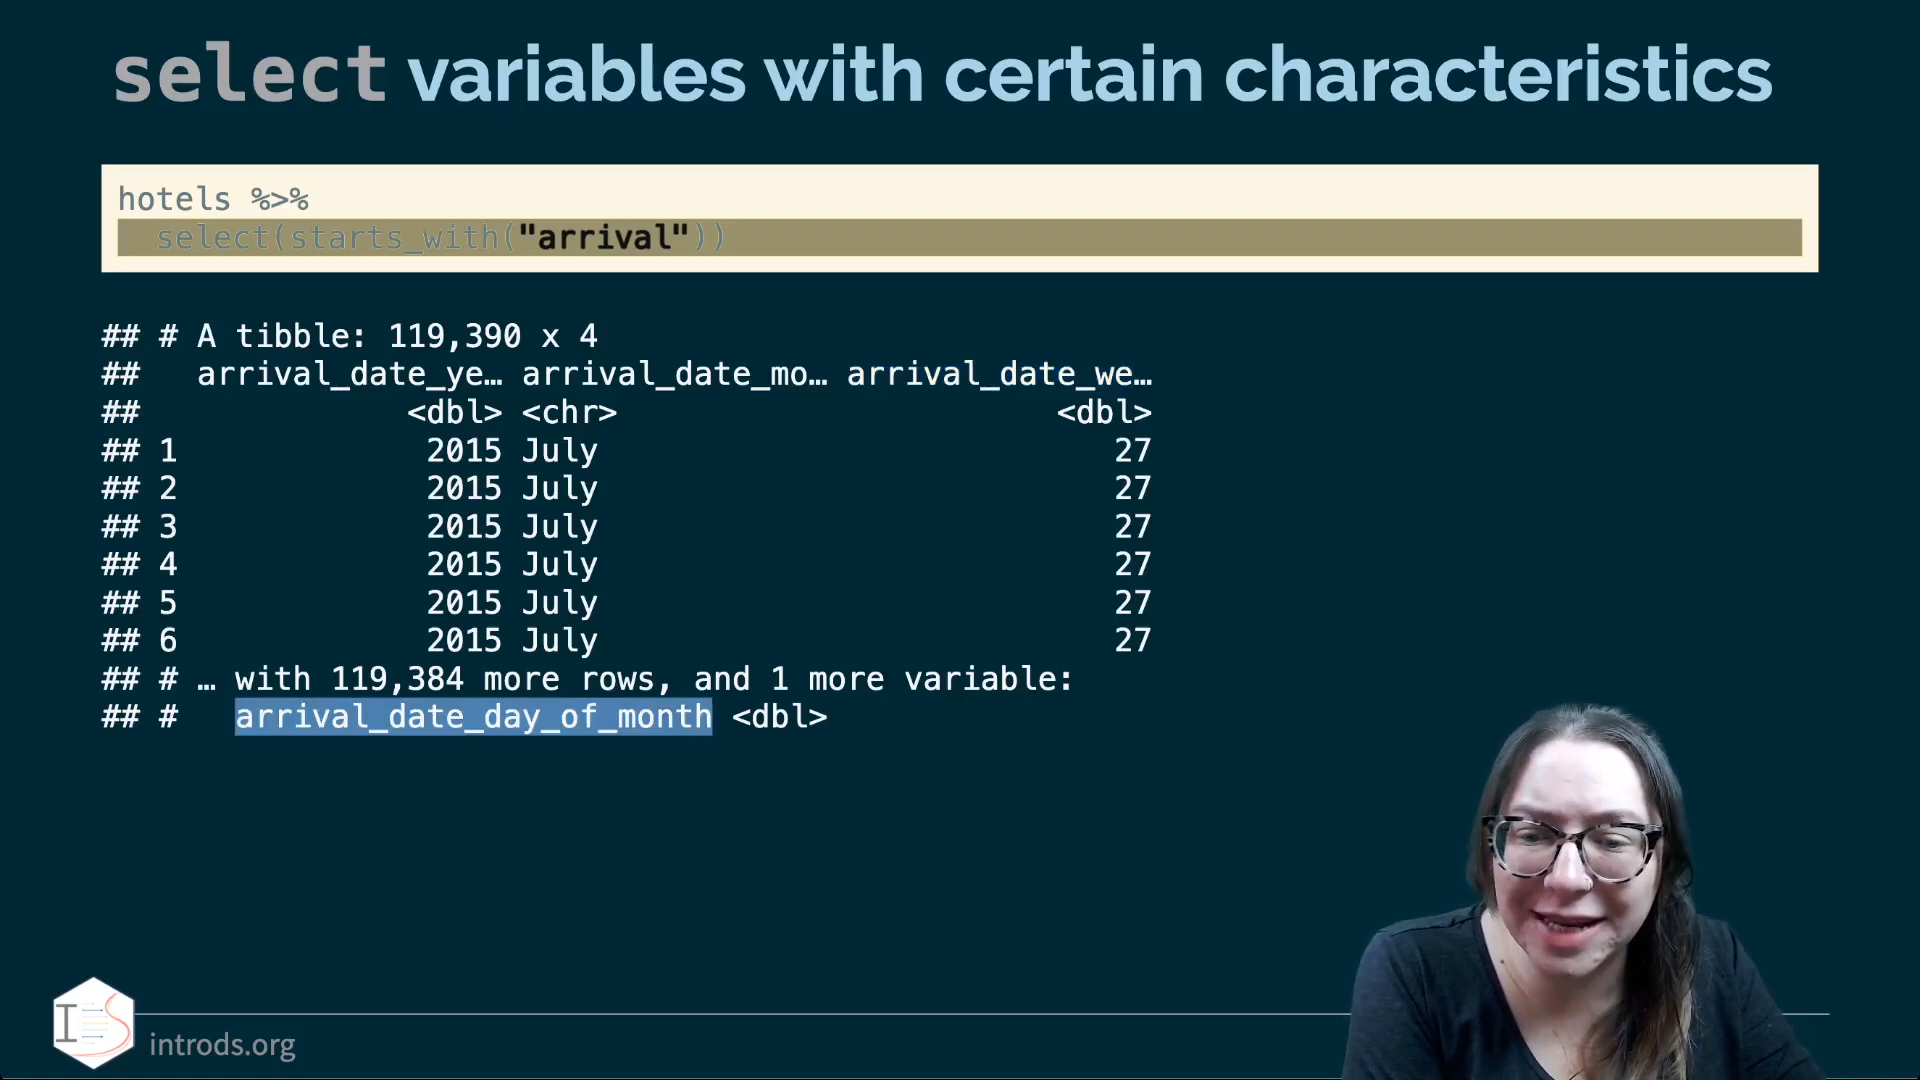 select variables with certain characteristics
hotels %>%
  select(starts_with("arrival"))
## # A tibble: 119,390 x 4
##   arrival_date_ye… arrival_date_mo… arrival_date_we…
##              <dbl> <chr>                       <dbl>
## 1             2015 July                           27
## 2             2015 July                           27
## 3             2015 July                           27
## 4             2015 July                           27
## 5             2015 July                           27
## 6             2015 July                           27
## # … with 119,384 more rows, and 1 more variable:
## #   arrival_date_day_of_month <dbl>
IDS
introds.org